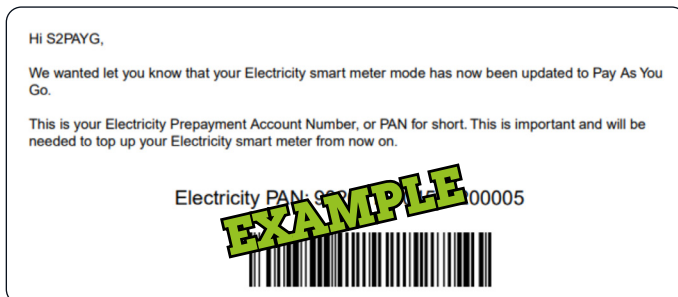 Hi S2PAYG,
We wanted let you know that your Electricity smart meter mode has now been updated to Pay As You
Go.
This is your Electricity Prepayment Account Number, or PAN for short. This is important and will be
needed to top up your Electricity smart meter from now on.
Electricity PAN:
EXAMPLE